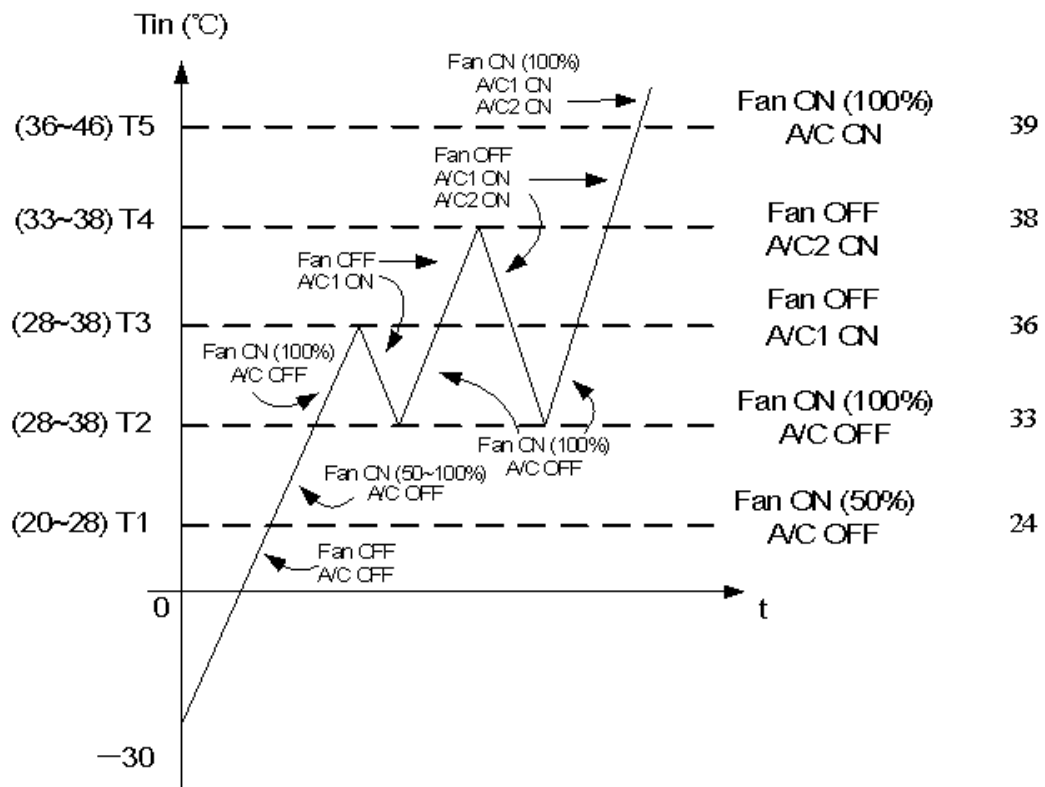 Tin (℃)
Fan ON (100%)
A/C1 ON
A/C2 ON
Fan ON (100%)
A/C ON
(36~46) T5
39
Fan OFF
A/C1 ON
A/C2 ON
(33~38) T4
Fan OFF
A/C2 ON
38
Fan OFF
A/C1 ON
(28~38) T3
Fan OFF
A/C1 ON
36
Fan ON (100%)
A/C OFF
(28~38) T2
Fan ON (100%)
A/C OFF
33
Fan ON (100%)
A/C OFF
Fan ON (50~100%)
A/C OFF
(20~28) T1
Fan ON (50%)
A/C OFF
24
Fan OFF
A/C OFF
0
t
−30